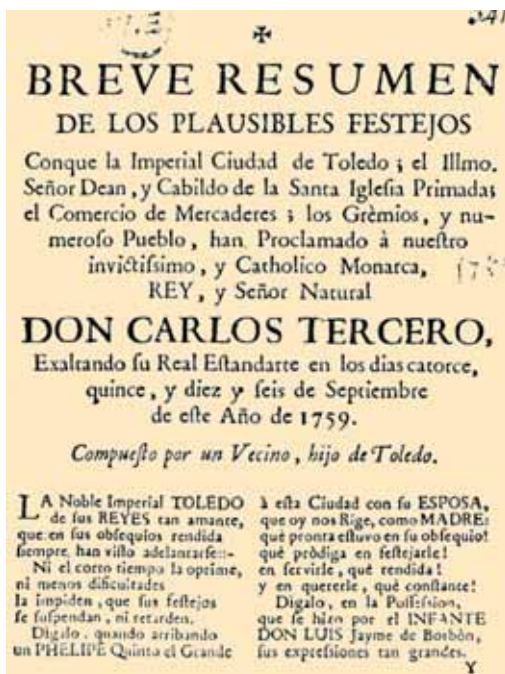 ✠
BREVE RESUMEN
DE LOS PLAUSIBLES FESTEJOS
Conque la Imperial Ciudad de Toledo ; el Illmo.
Señor Dean , y Cabildo de la Santa Iglesia Primada;
el Comercio de Mercaderes ; los Grèmios , y nu-
meroso Pueblo , han Proclamado à nuestro
invictissimo , y Catholico Monarca,
REY , y Señor Natural
DON CARLOS TERCERO,
Exaltando su Real Estandarte en los dias catorce,
quince , y diez y seis de Septiembre
de este Año de 1759.
Compuesto por un Vecino , hijo de Toledo.
LA Noble Imperial TOLEDO
de sus REYES tan amante,
que en sus obsequios rendida
siempre han visto adelantarse:-
Ni el corto tiempo la oprime,
ni menos dificultades
la impiden , que sus festejos
se suspendan , ni retarden.
Digalo , quando arribando
un PHELIPE Quinto el Grande
à esta Ciudad con su ESPOSA,
que oy nos Rige, como MADRE:
què pronta estuvo en su obsequio!
què pròdiga en festejarle!
en servirle , què rendida!
y en quererle , què constante!
Digalo, en la Possession,
que se hizo por el INFANTE
DON LUIS Jayme de Borbòn,
sus expressiones tan grandes.
Y